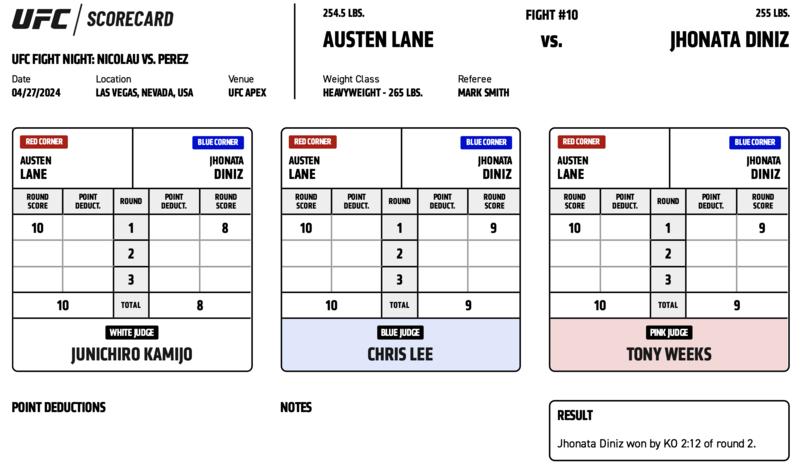 UFC / SCORECARD
UFC FIGHT NIGHT: NICOLAU VS. PEREZ
Date Location Venue
04/27/2024 LAS VEGAS, NEVADA, USA UFC APEX
254.5 LBS. FIGHT #10 255 LBS.
AUSTEN LANE VS. JHONATA DINIZ
Weight Class Referee
HEAVYWEIGHT - 265 LBS. MARK SMITH
RED CORNER BLUE CORNER
AUSTEN JHONATA
LANE DINIZ
ROUND POINT ROUND POINT ROUND
SCORE DEDUCT. DEDUCT. SCORE
10 1 8
2
3
10 TOTAL 8
WHITE JUDGE
JUNICHIRO KAMIJO
RED CORNER BLUE CORNER
AUSTEN JHONATA
LANE DINIZ
ROUND POINT ROUND POINT ROUND
SCORE DEDUCT. DEDUCT. SCORE
10 1 9
2
3
10 TOTAL 9
BLUE JUDGE
CHRIS LEE
RED CORNER BLUE CORNER
AUSTEN JHONATA
LANE DINIZ
ROUND POINT ROUND POINT ROUND
SCORE DEDUCT. DEDUCT. SCORE
10 1 9
2
3
10 TOTAL 9
PINK JUDGE
TONY WEEKS
POINT DEDUCTIONS
NOTES
RESULT
Jhonata Diniz won by KO 2:12 of round 2.